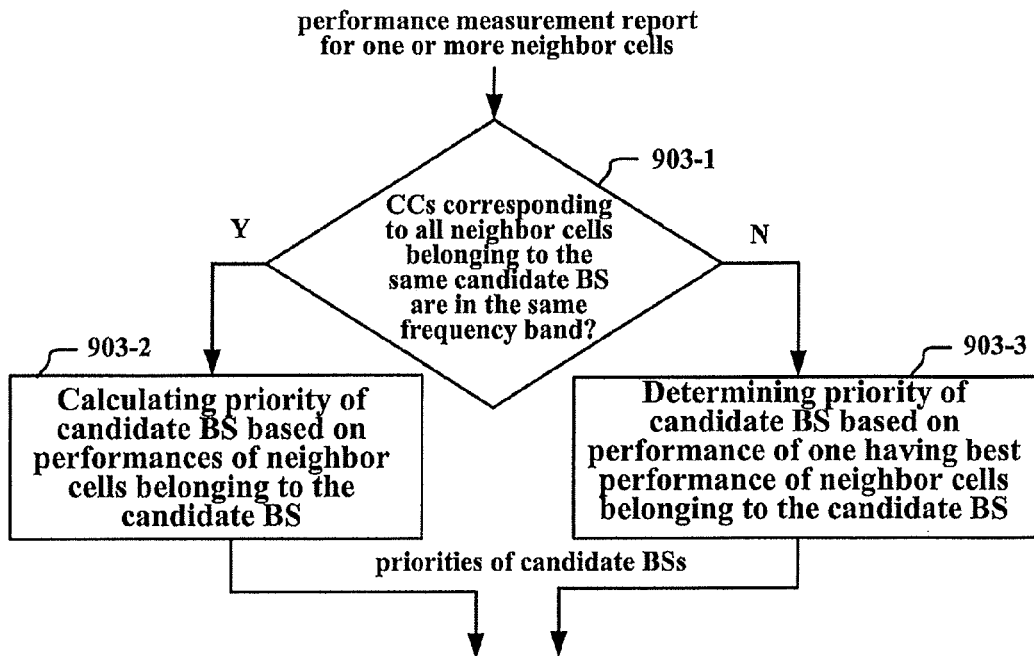 performance measurement report
for one or more neighbor cells
903-1
CCs corresponding
to all neighbor cells
belonging to the
same candidate BS
are in the same
frequency band?
Y
N
903-2
Calculating priority of
candidate BS based on
performances of neighbor
cells belonging to the
candidate BS
903-3
Determining priority of
candidate BS based on
performance of one having best
performance of neighbor cells
belonging to the candidate BS
priorities of candidate BSs